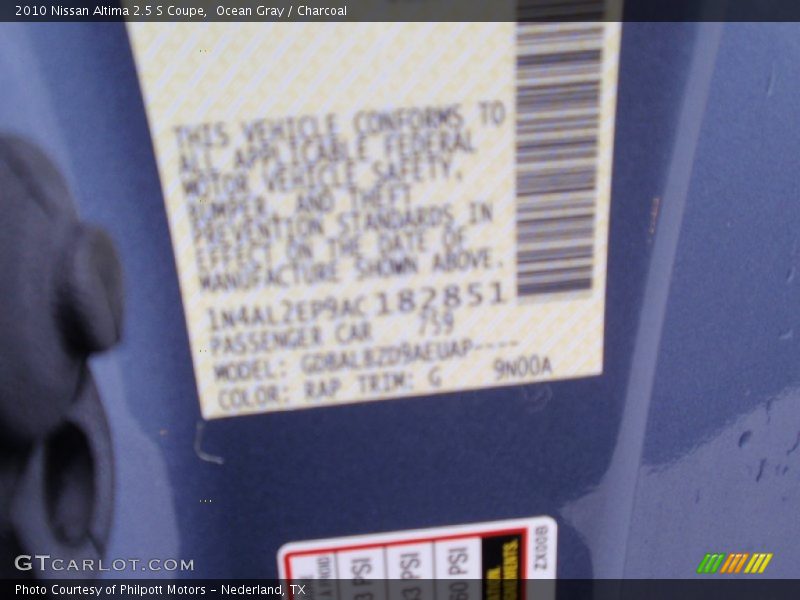 2010 Nissan Altima 2.5 S Coupe,  Ocean Gray / Charcoal
THIS VEHICLE CONFORMS TO
ALL APPLICABLE FEDERAL
MOTOR VEHICLE SAFETY,
BUMPER, AND THEFT
PREVENTION STANDARDS IN
EFFECT ON THE DATE OF
MANUFACTURE SHOWN ABOVE.
1N4AL2EP9AC182851
PASSENGER CAR 759
MODEL: GDBALBZD9AEUAP----
COLOR: RAP TRIM: G 9N00A
PSI
PSI
PSI
ZX00B
GTCARLOT.COM
Photo Courtesy of Philpott Motors - Nederland, TX